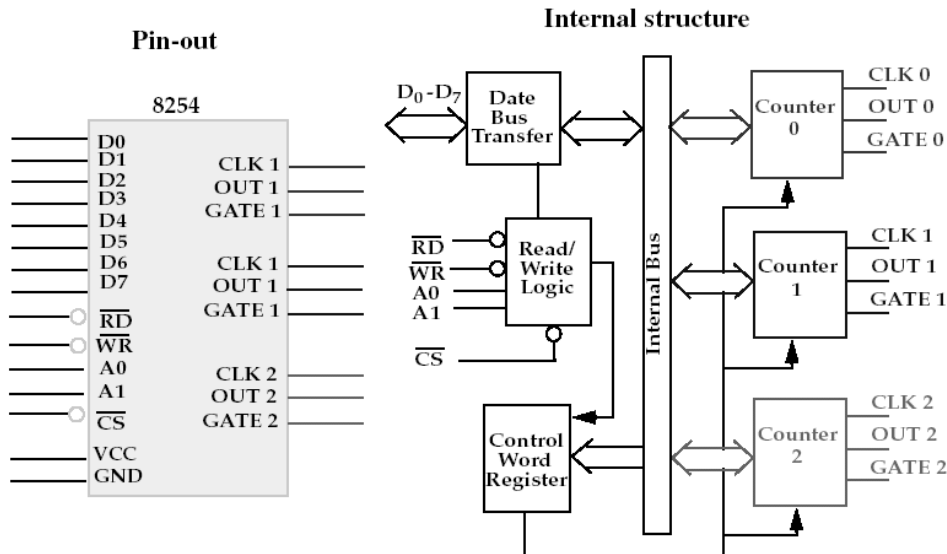 Pin-out
8254
D0
D1
D2
D3
D4
D5
D6
D7
RD
WR
A0
A1
CS
VCC
GND
CLK 1
OUT 1
GATE 1
CLK 1
OUT 1
GATE 1
CLK 2
OUT 2
GATE 2
Internal structure
D0-D7
Date
Bus
Transfer
RD
WR
A0
A1
CS
Read/
Write
Logic
Control
Word
Register
Internal Bus
Counter
0
CLK 0
OUT 0
GATE 0
Counter
1
CLK 1
OUT 1
GATE 1
Counter
2
CLK 2
OUT 2
GATE 2